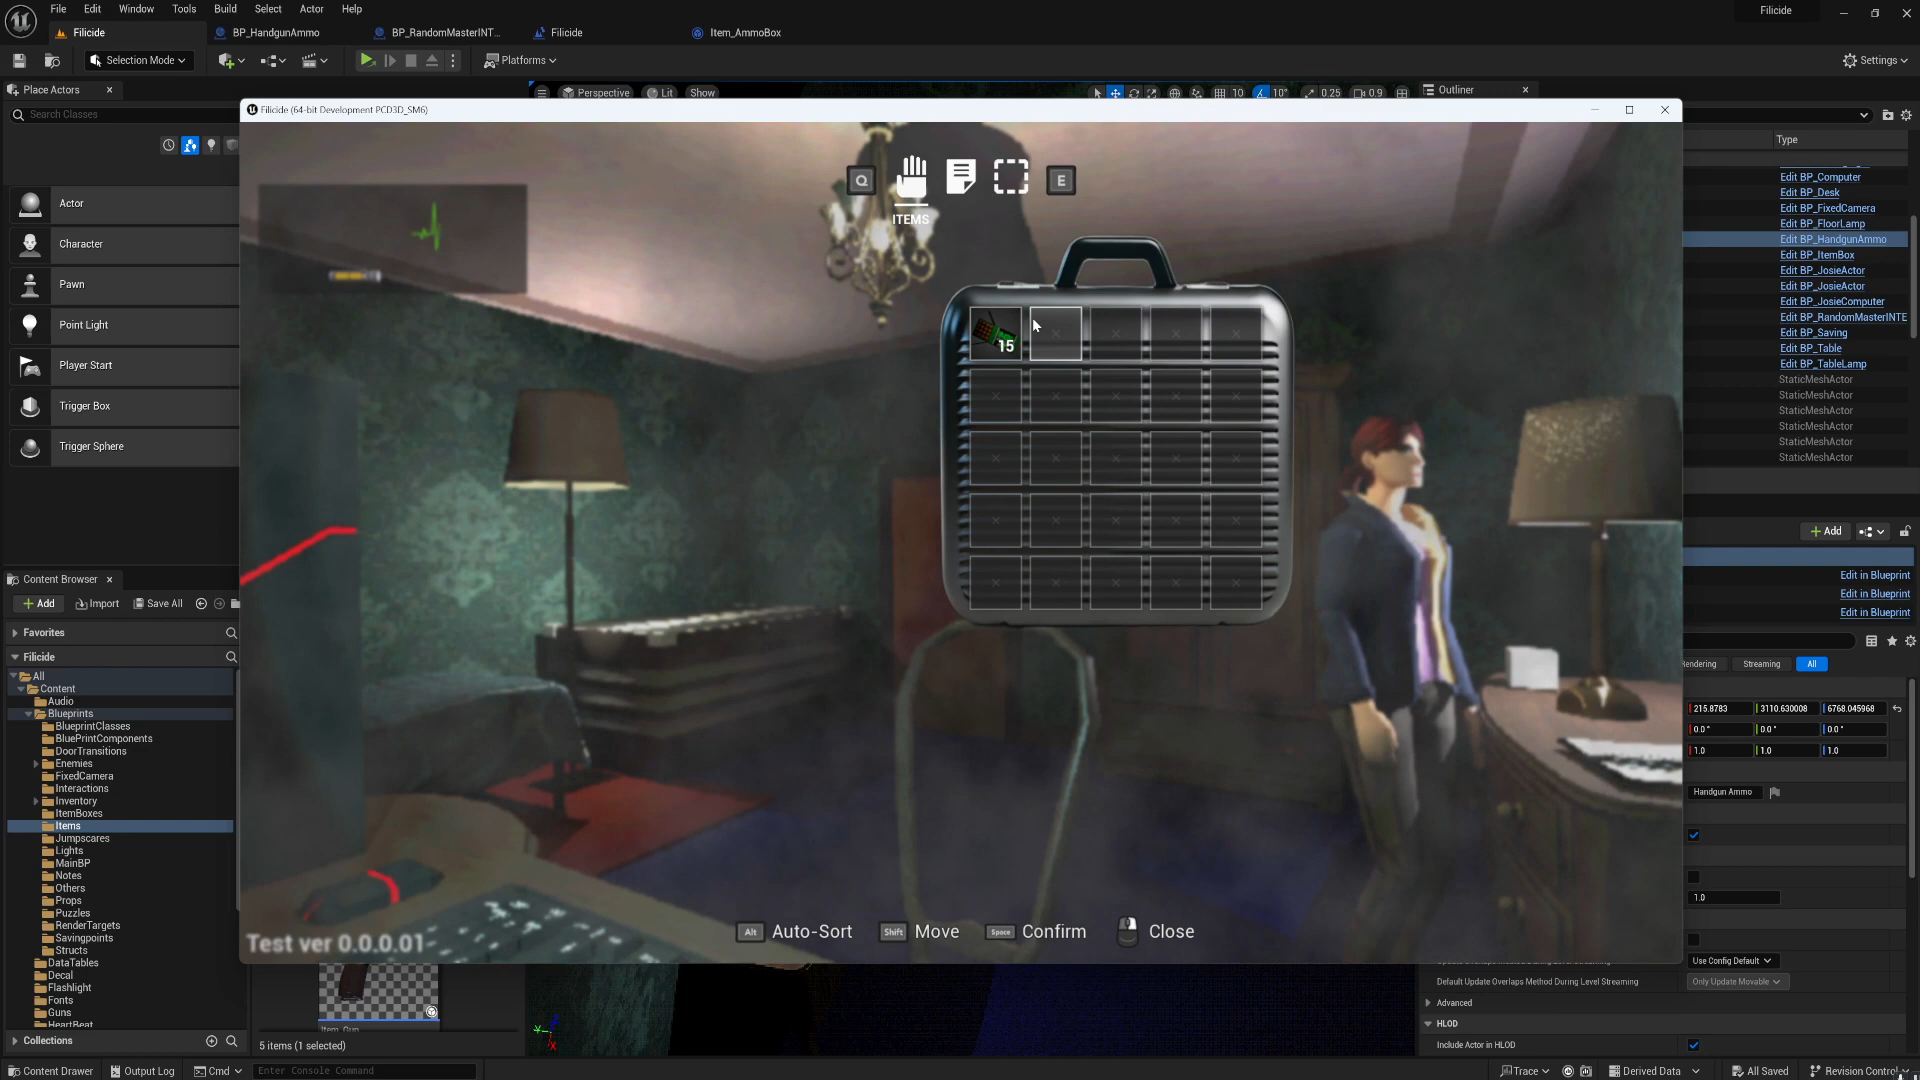 File Edit Window Tools Build Select Actor Help
Filicide
Filicide
BP_HandgunAmmo
BP_RandomMasterINT...
Filicide
Item_AmmoBox
Selection Mode
Platforms
Settings
Place Actors
Perspective
Lit
Show
10
10°
0.25
0.9
Outliner
Search Classes
Filicide (64-bit Development PCD3D_SM6)
Type
Edit BP_Computer
Edit BP_Desk
Edit BP_FixedCamera
Edit BP_FloorLamp
Edit BP_HandgunAmmo
Edit BP_ItemBox
Edit BP_JosieActor
Edit BP_JosieActor
Edit BP_JosieComputer
Edit BP_RandomMasterINTE
Edit BP_Saving
Edit BP_Table
Edit BP_TableLamp
StaticMeshActor
StaticMeshActor
StaticMeshActor
StaticMeshActor
StaticMeshActor
StaticMeshActor
Actor
Character
Pawn
Point Light
Player Start
Trigger Box
Trigger Sphere
Q
E
ITEMS
15
Alt Auto-Sort
Shift Move
Space Confirm
Close
Test ver 0.0.0.01
Add
Edit in Blueprint
Edit in Blueprint
Edit in Blueprint
Rendering
Streaming
All
215.8783 3110.630008 6768.045968
0.0° 0.0° 0.0°
1.0 1.0 1.0
Handgun Ammo
1.0
Use Config Default
Default Update Overlaps Method During Level Streaming
Only Update Movable
Advanced
HLOD
Include Actor in HLOD
Content Browser
Add
Import
Save All
Favorites
Filicide
All
Content
Audio
Blueprints
BlueprintClasses
BluePrintComponents
DoorTransitions
Enemies
FixedCamera
Interactions
Inventory
ItemBoxes
Items
Jumpscares
Lights
MainBP
Notes
Others
Props
Puzzles
RenderTargets
Savingpoints
Structs
DataTables
Decal
Flashlight
Fonts
Guns
HeartBeat
Collections
Item_Gun
5 items (1 selected)
Content Drawer
Output Log
Cmd
Enter Console Command
Trace
Derived Data
All Saved
Revision Control